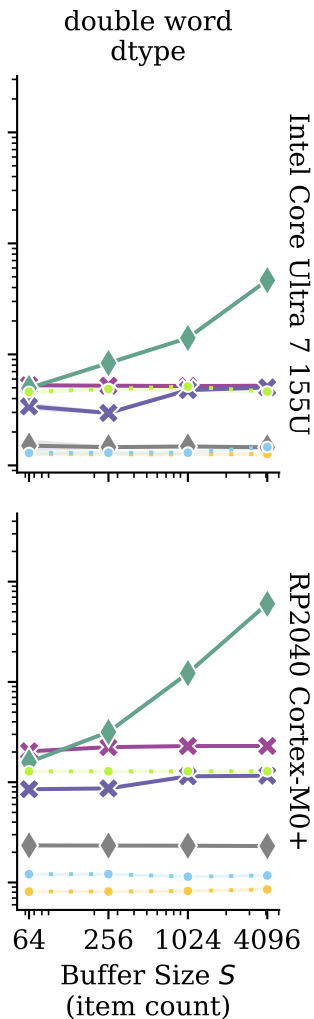 double word
dtype
Intel Core Ultra 7 155U
RP2040 Cortex-M0+
64 256 1024 4096
Buffer Size S
(item count)